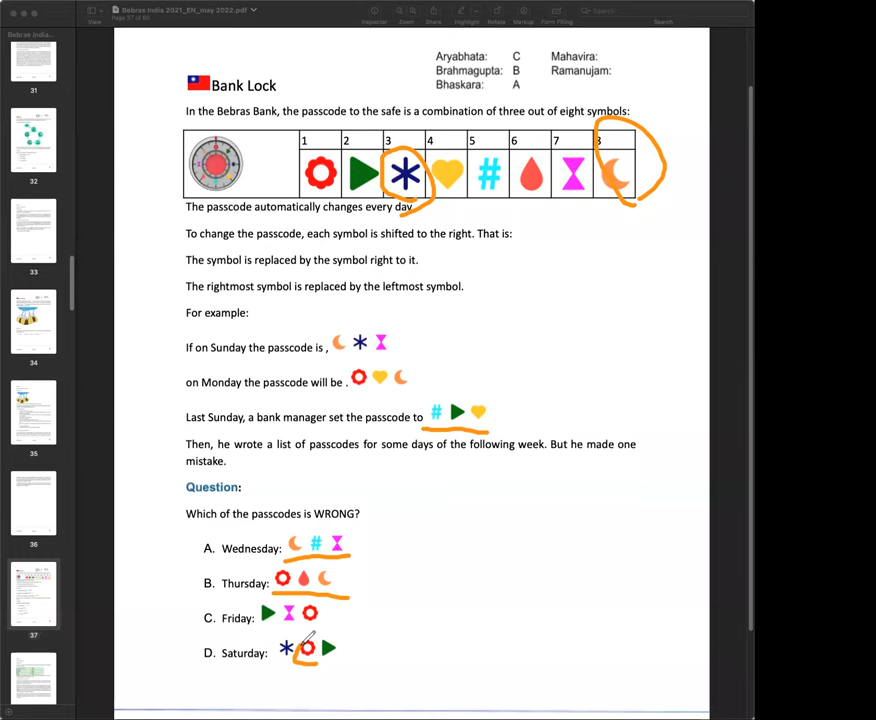 Bebras India 2021_EN_may 2022.pdf
Page 37 of 80
View
Inspector
Zoom
Share
Highlight
Rotate
Markup
Form Filling
Search
Search
Bebras India...
31
32
33
34
35
36
37
Aryabhata: C Mahavira:
Brahmagupta: B Ramanujam:
Bhaskara: A
Bank Lock
In the Bebras Bank, the passcode to the safe is a combination of three out of eight symbols:
1 2 3 4 5 6 7 8
#
The passcode automatically changes every day.
To change the passcode, each symbol is shifted to the right. That is:
The symbol is replaced by the symbol right to it.
The rightmost symbol is replaced by the leftmost symbol.
For example:
If on Sunday the passcode is ,
on Monday the passcode will be .
Last Sunday, a bank manager set the passcode to #
Then, he wrote a list of passcodes for some days of the following week. But he made one
mistake.
Question:
Which of the passcodes is WRONG?
A. Wednesday: #
B. Thursday:
C. Friday:
D. Saturday: